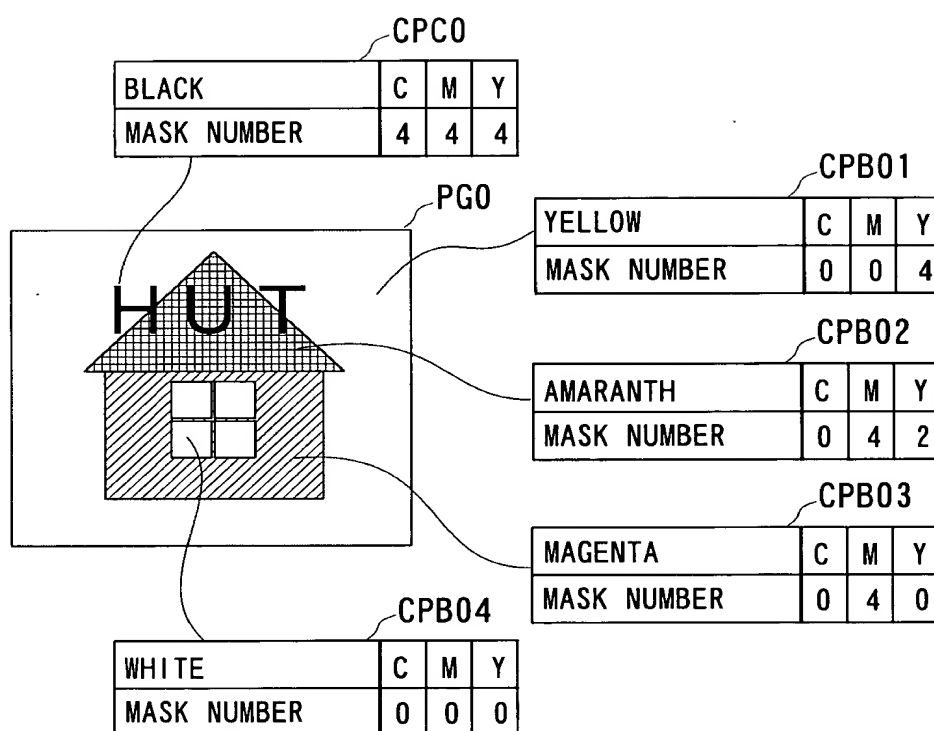 CPC0
BLACK C M Y
MASK NUMBER 4 4 4
CPB01
YELLOW C M Y
MASK NUMBER 0 0 4
PG0
HUT
CPB02
AMARANTH C M Y
MASK NUMBER 0 4 2
CPB03
MAGENTA C M Y
MASK NUMBER 0 4 0
CPB04
WHITE C M Y
MASK NUMBER 0 0 0